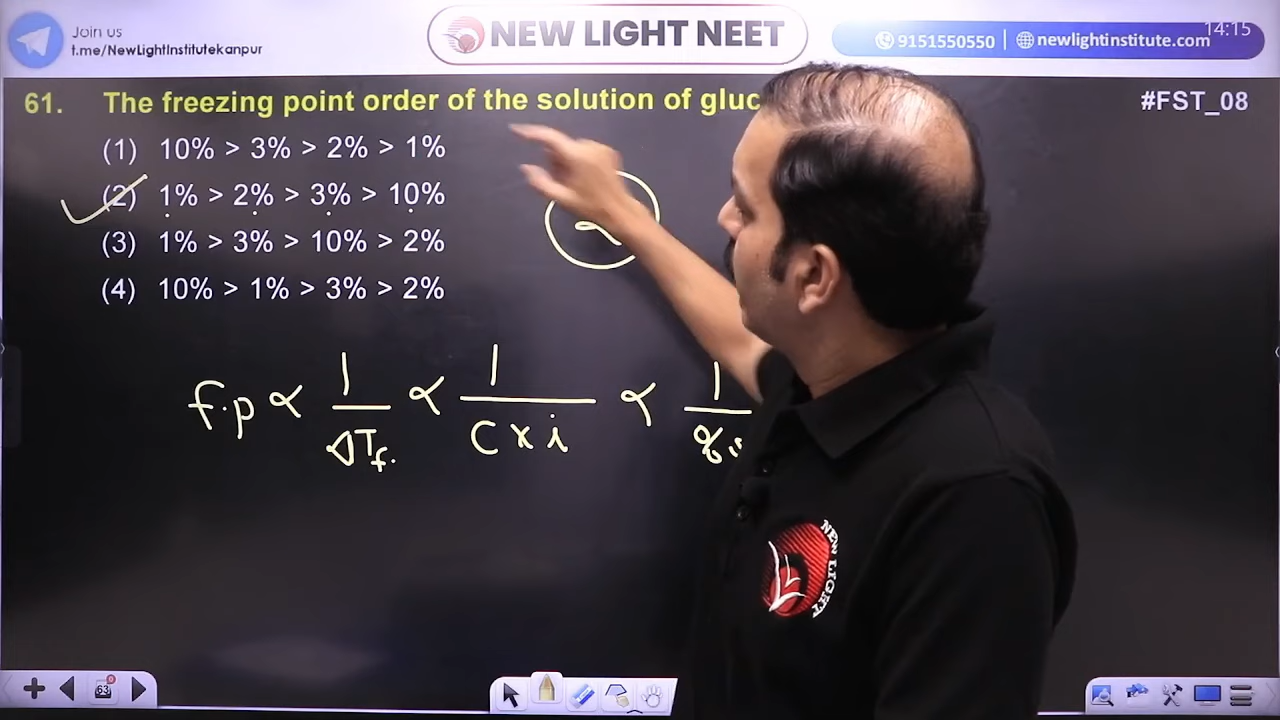 Join us
t.me/NewLightInstitutekanpur
NEW LIGHT NEET
9151550550 | newlightinstitute.com
14:15
61. The freezing point order of the solution of gluc
#FST_08
(1) 10% > 3% > 2% > 1%
(2) 1% > 2% > 3% > 10%
(3) 1% > 3% > 10% > 2%
(4) 10% > 1% > 3% > 2%
2
f.p ∝ 1/ΔTf. ∝ 1/C x i ∝ 1/%
NEW LIGHT
63